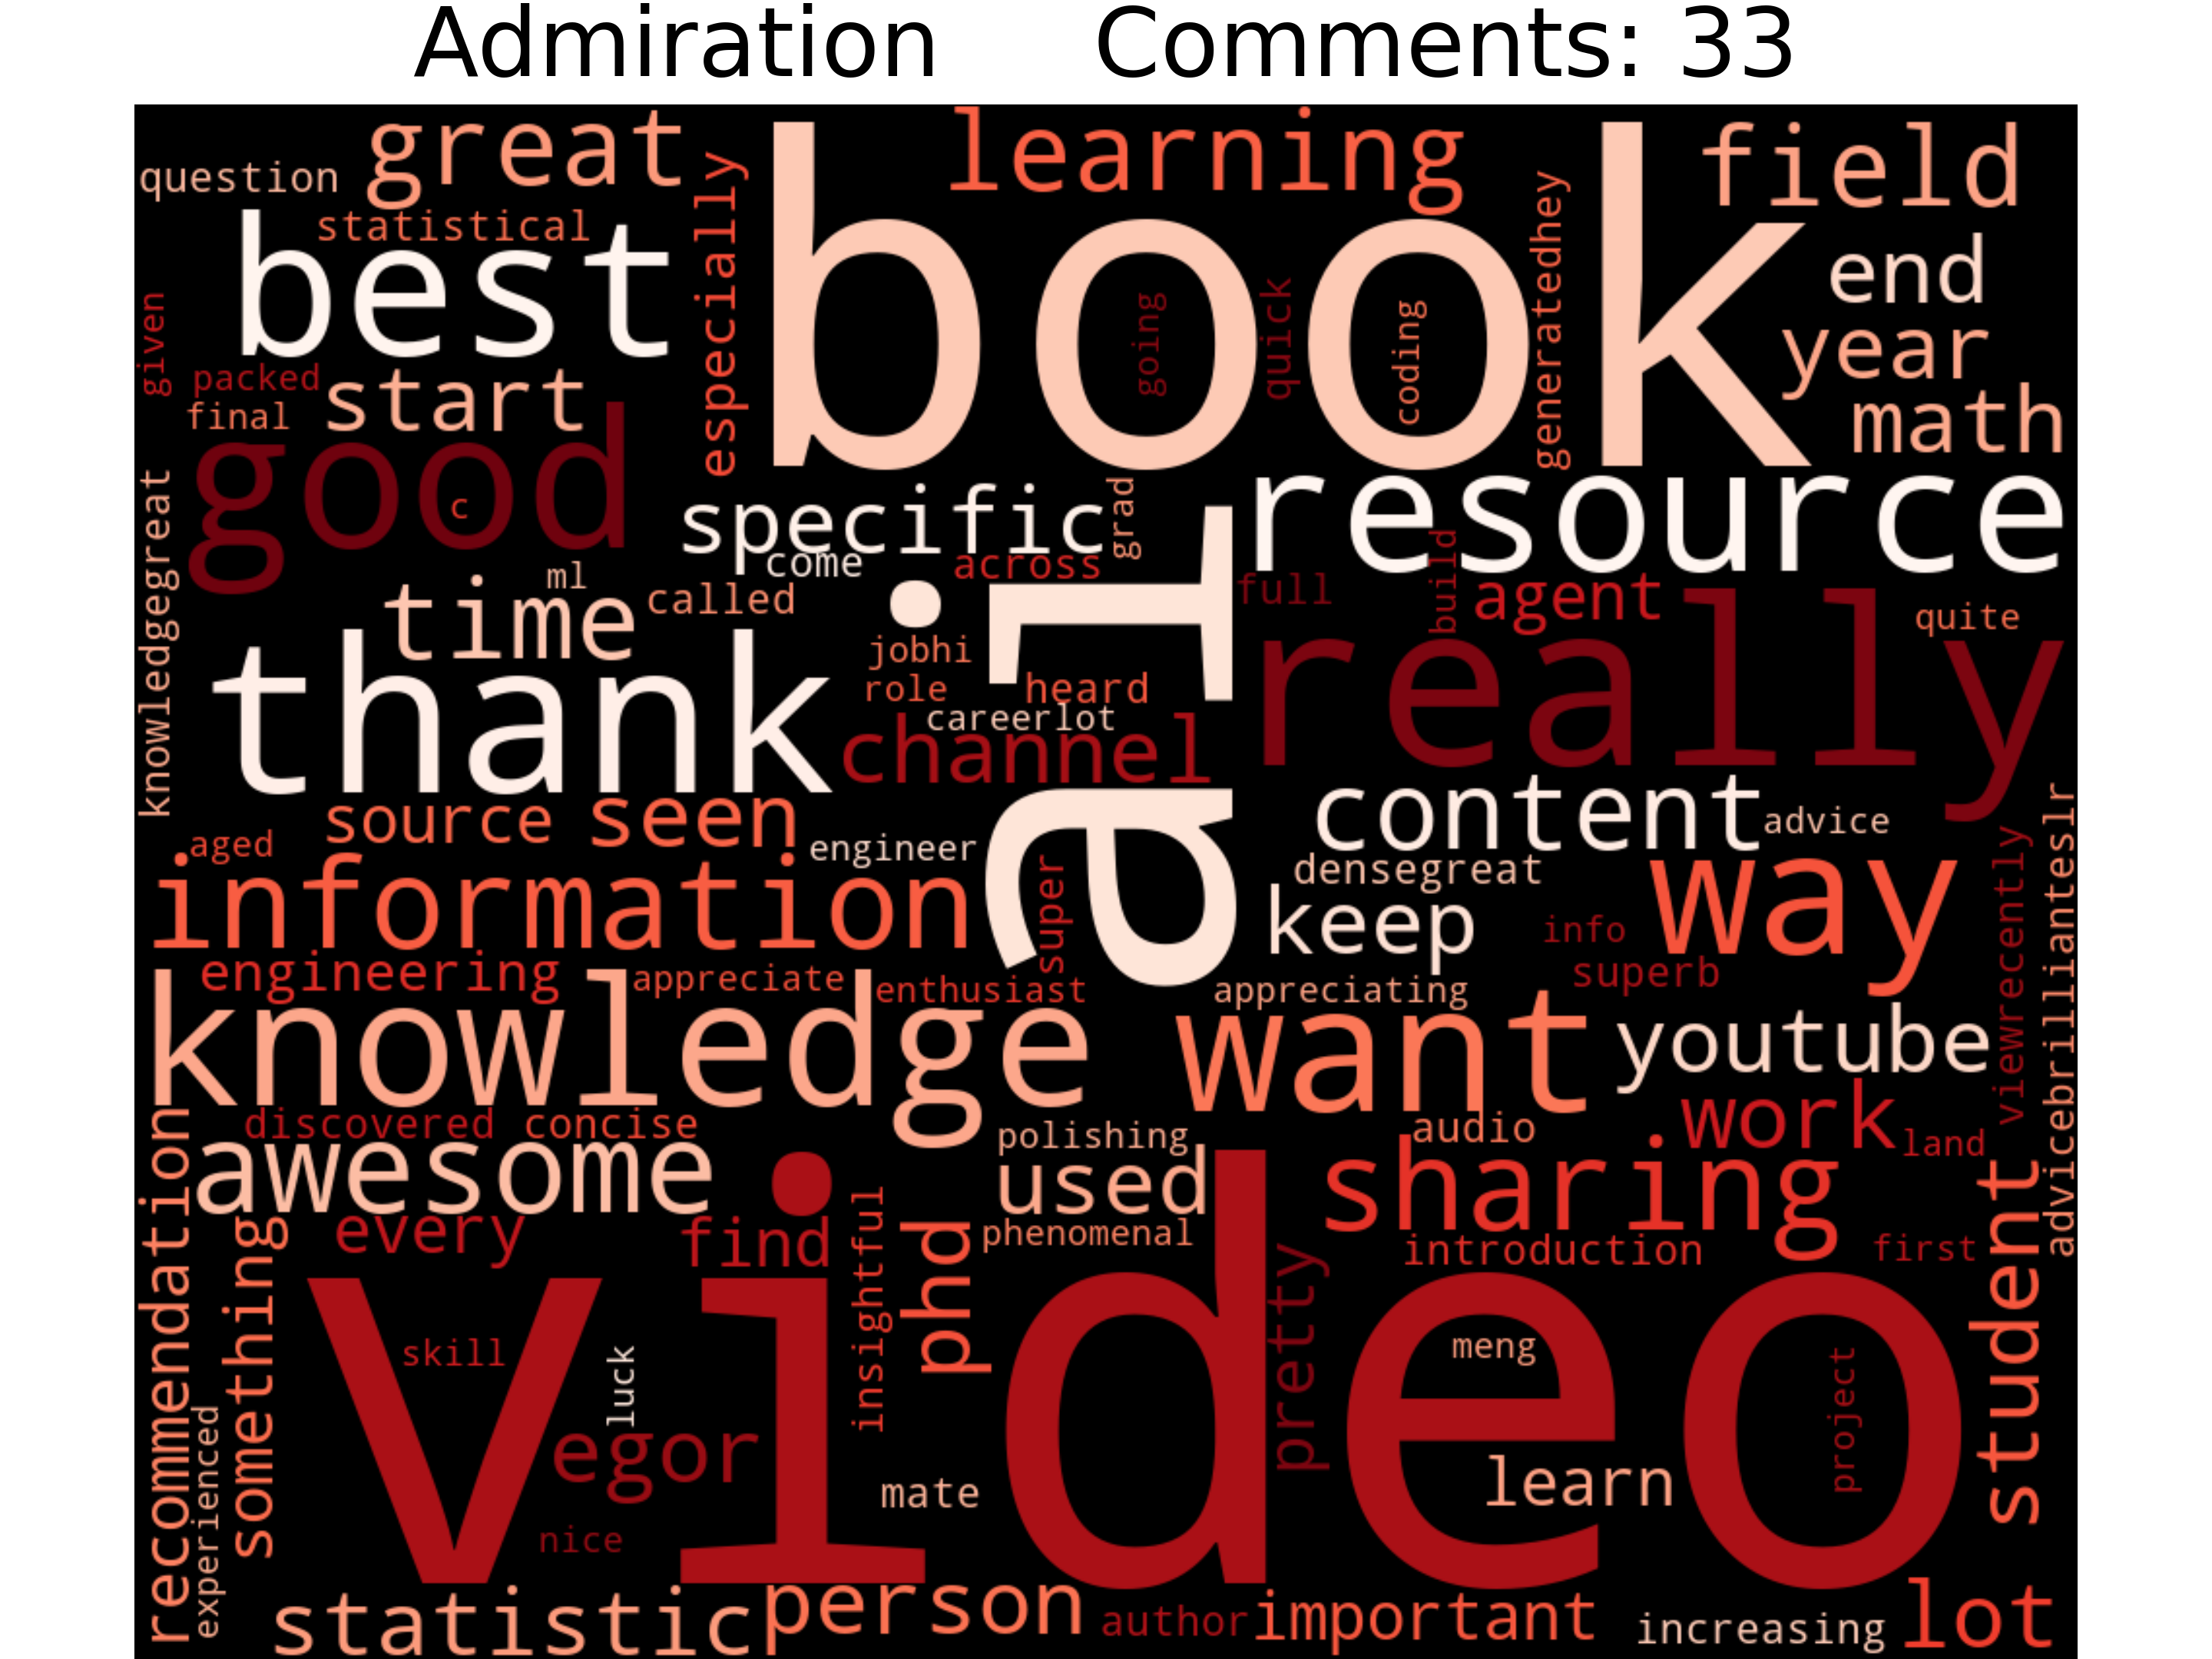 Admiration Comments: 33
great
learning
field
question
book
especially
generatedhey
statistical
best
end
given
going
quick
coding
year
packed
start
final
math
good
c
specific
grad
resource
knowledgegreat
come
across
ml
time
called
ai
full
build
agent
quite
jobhi
really
thank
role
heard
careerlot
channel
source
seen
content
advice
aged
engineer
densegreat
way
information
super
keep
info
viewrecently
advicebrillianteslr
engineering
appreciate
enthusiast
appreciating
superb
knowledge
want
youtube
discovered
concise
polishing
audio
work
land
recommendation
awesome
used
sharing
student
something
every
find
insightful
phd
phenomenal
introduction
first
video
pretty
skill
luck
meng
project
egor
experienced
mate
learn
nice
statistic
person
author
important
increasing
lot